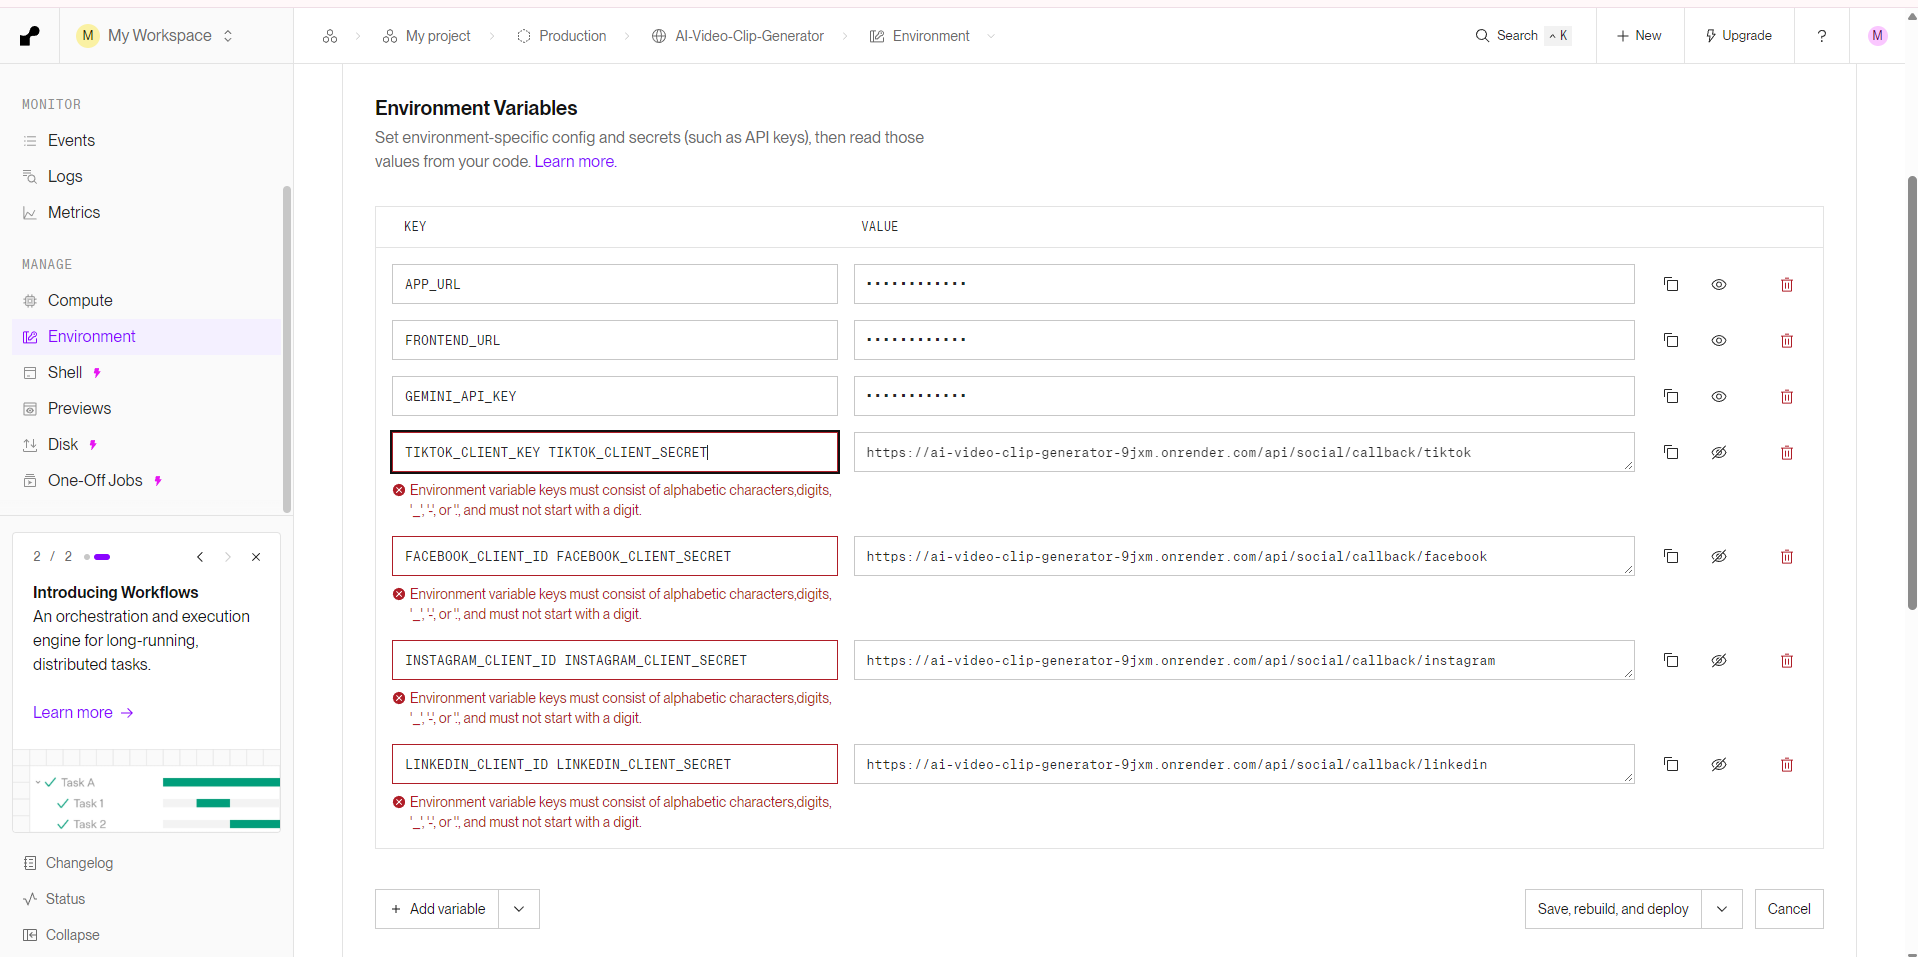 M My Workspace
My project
Production
AI-Video-Clip-Generator
Environment
Search ^ K
+ New
Upgrade
?
M
MONITOR
Events
Logs
Metrics
MANAGE
Compute
Environment
Shell
Previews
Disk
One-Off Jobs
2 / 2
Introducing Workflows
An orchestration and execution
engine for long-running,
distributed tasks.
Learn more →
Task A
Task 1
Task 2
Changelog
Status
Collapse
Environment Variables
Set environment-specific config and secrets (such as API keys), then read those
values from your code. Learn more.
KEY VALUE
APP_URL ••••••••••••
FRONTEND_URL ••••••••••••
GEMINI_API_KEY ••••••••••••
TIKTOK_CLIENT_KEY TIKTOK_CLIENT_SECRET https://ai-video-clip-generator-9jxm.onrender.com/api/social/callback/tiktok
Environment variable keys must consist of alphabetic characters,digits,
'_', '-', or '.', and must not start with a digit.
FACEBOOK_CLIENT_ID FACEBOOK_CLIENT_SECRET https://ai-video-clip-generator-9jxm.onrender.com/api/social/callback/facebook
Environment variable keys must consist of alphabetic characters,digits,
'_', '-', or '.', and must not start with a digit.
INSTAGRAM_CLIENT_ID INSTAGRAM_CLIENT_SECRET https://ai-video-clip-generator-9jxm.onrender.com/api/social/callback/instagram
Environment variable keys must consist of alphabetic characters,digits,
'_', '-', or '.', and must not start with a digit.
LINKEDIN_CLIENT_ID LINKEDIN_CLIENT_SECRET https://ai-video-clip-generator-9jxm.onrender.com/api/social/callback/linkedin
Environment variable keys must consist of alphabetic characters,digits,
'_', '-', or '.', and must not start with a digit.
+ Add variable
Save, rebuild, and deploy
Cancel